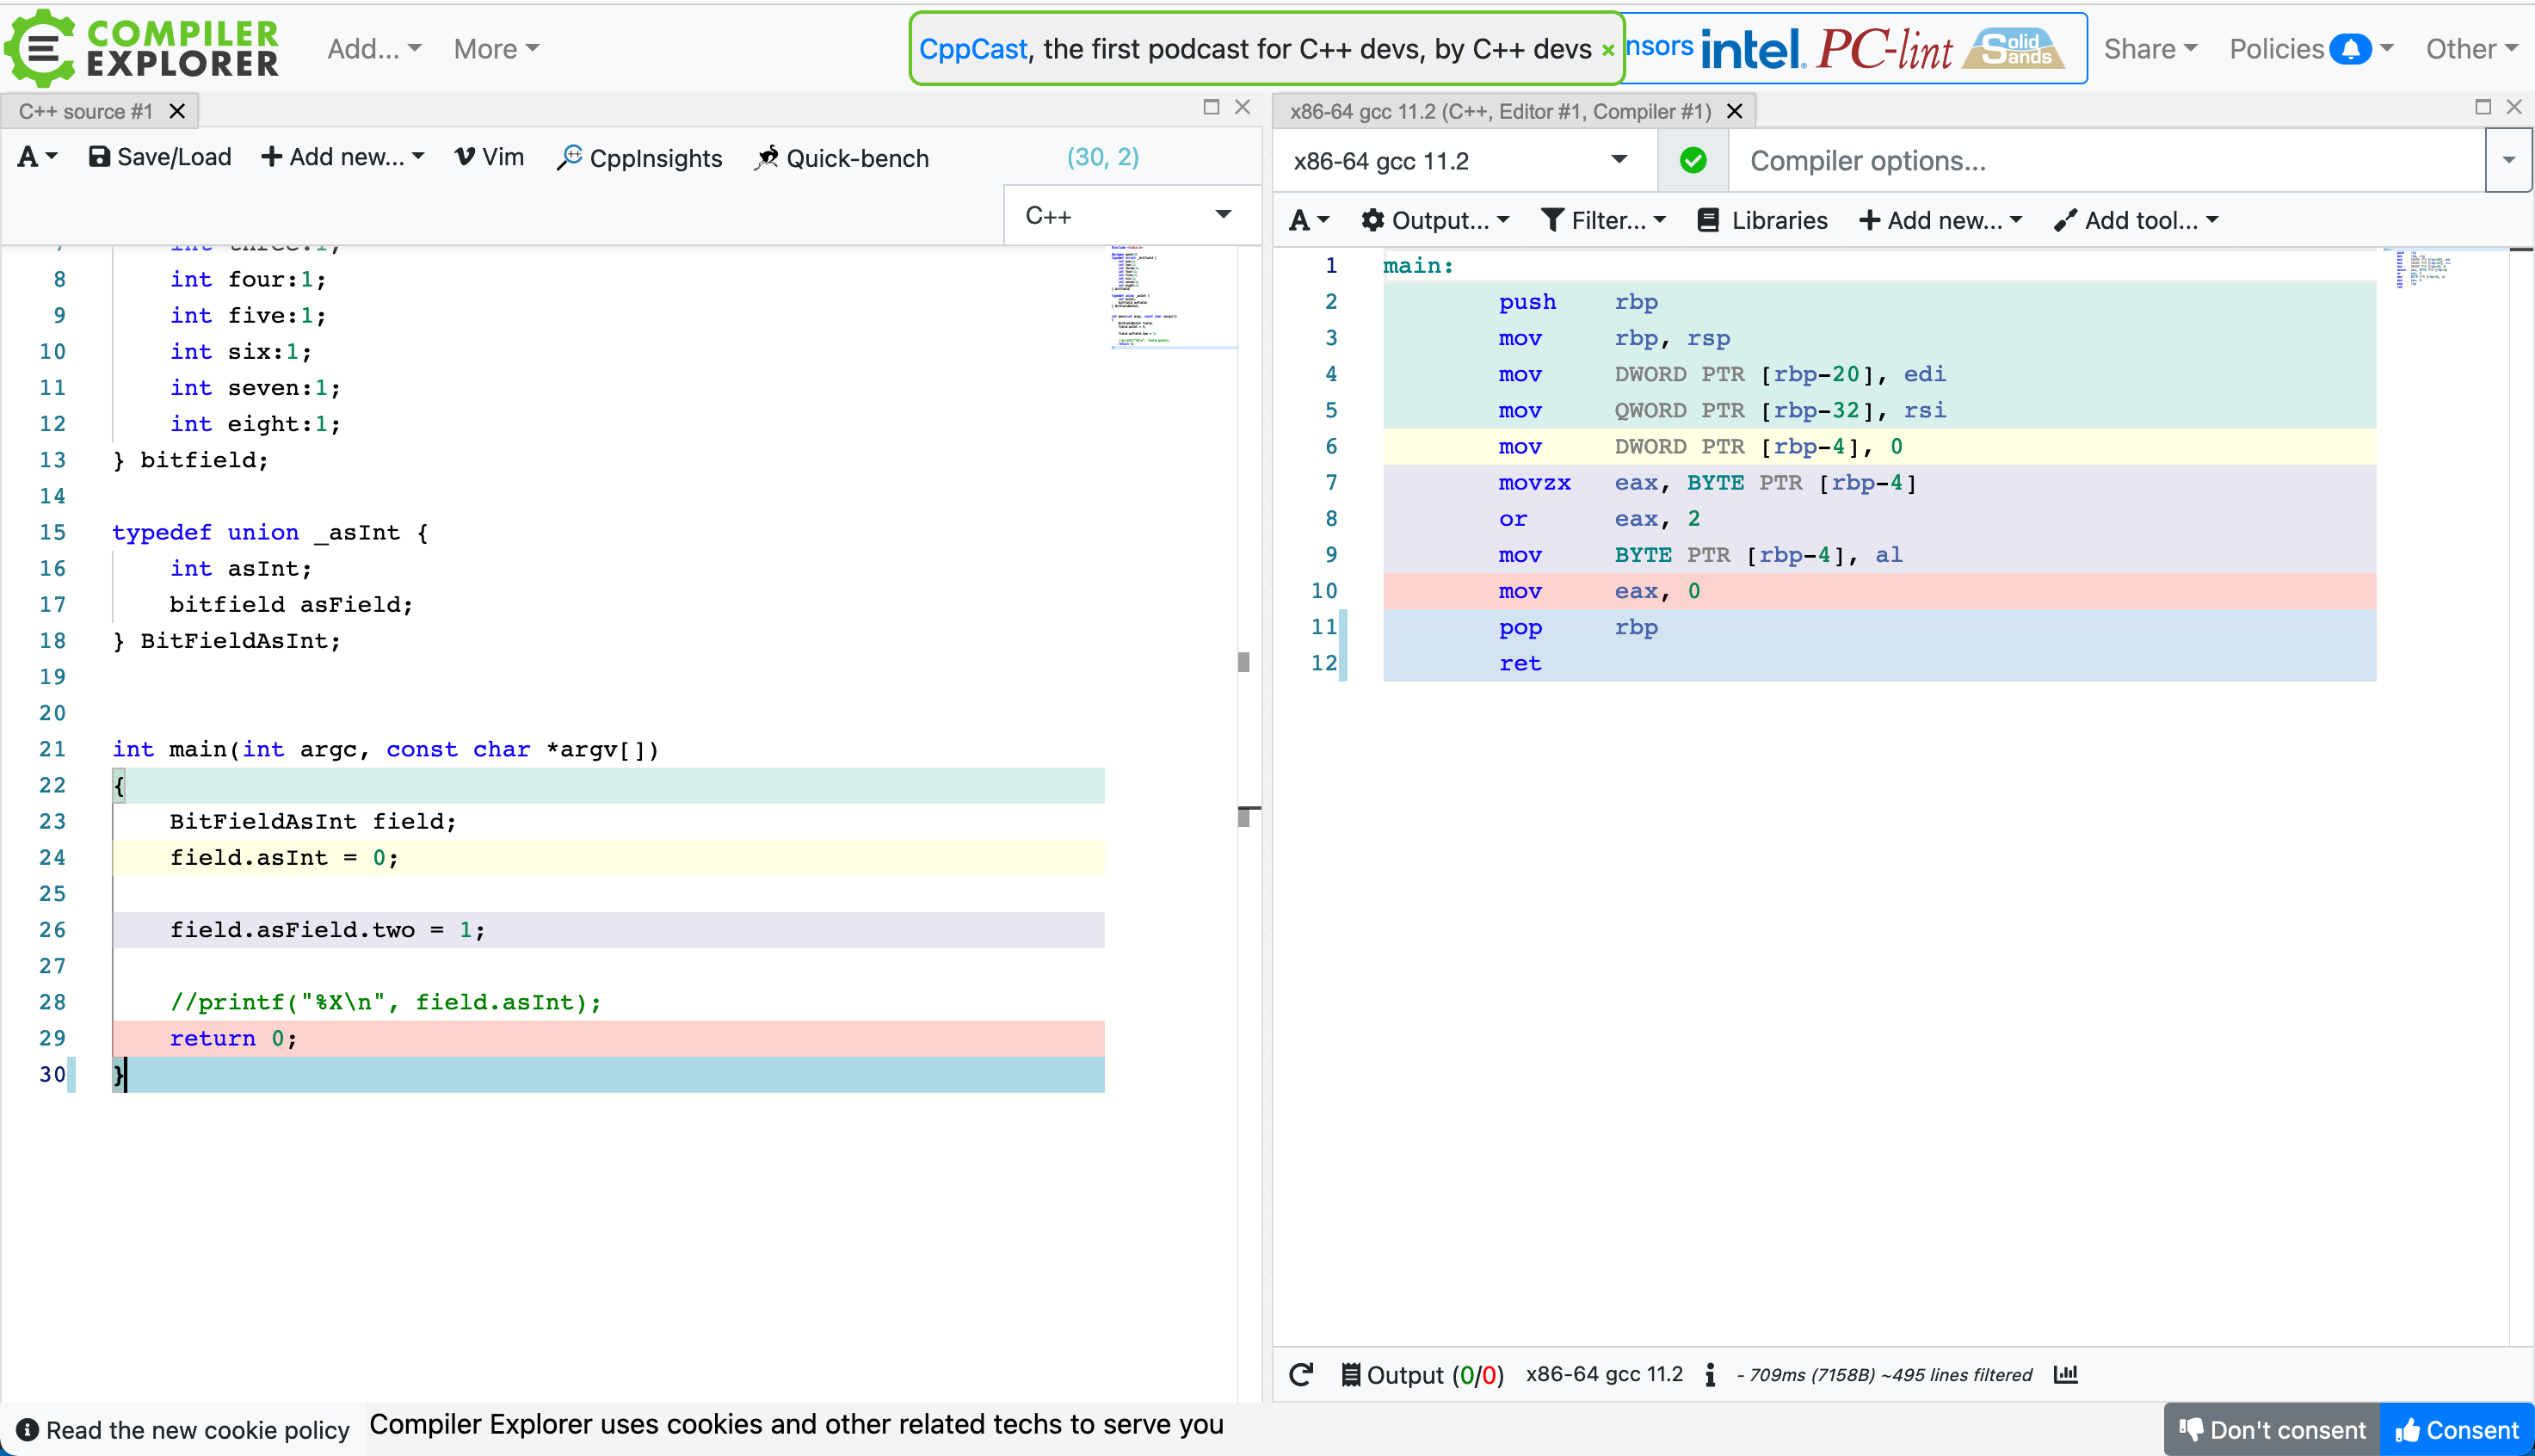 COMPILER EXPLORER
Add... More
CppCast, the first podcast for C++ devs, by C++ devs ×
nsors intel. PC-lint Solid Sands
Share Policies Other
C++ source #1
A Save/Load + Add new... Vim CppInsights Quick-bench (30, 2)
C++
8 int four:1;
9 int five:1;
10 int six:1;
11 int seven:1;
12 int eight:1;
13 } bitfield;
14
15 typedef union _asInt {
16 int asInt;
17 bitfield asField;
18 } BitFieldAsInt;
19
20
21 int main(int argc, const char *argv[])
22 {
23 BitFieldAsInt field;
24 field.asInt = 0;
25
26 field.asField.two = 1;
27
28 //printf("%X\n", field.asInt);
29 return 0;
30 }
x86-64 gcc 11.2 (C++, Editor #1, Compiler #1)
x86-64 gcc 11.2 Compiler options...
A Output... Filter... Libraries + Add new... Add tool...
1 main:
2 push rbp
3 mov rbp, rsp
4 mov DWORD PTR [rbp-20], edi
5 mov QWORD PTR [rbp-32], rsi
6 mov DWORD PTR [rbp-4], 0
7 movzx eax, BYTE PTR [rbp-4]
8 or eax, 2
9 mov BYTE PTR [rbp-4], al
10 mov eax, 0
11 pop rbp
12 ret
Output (0/0) x86-64 gcc 11.2 i - 709ms (7158B) ~495 lines filtered
Read the new cookie policy Compiler Explorer uses cookies and other related techs to serve you
Don't consent Consent